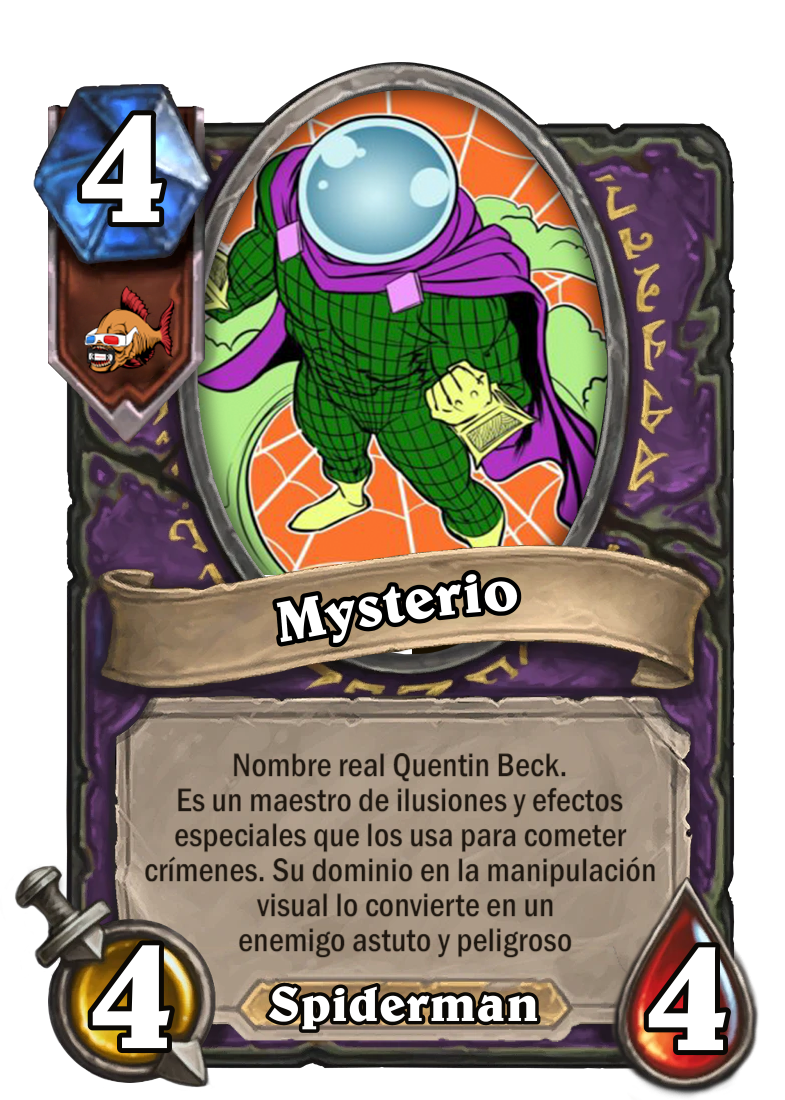 4
Mysterio
Nombre real Quentin Beck.
Es un maestro de ilusiones y efectos
especiales que los usa para cometer
crímenes. Su dominio en la manipulación
visual lo convierte en un
enemigo astuto y peligroso
4
Spiderman
4